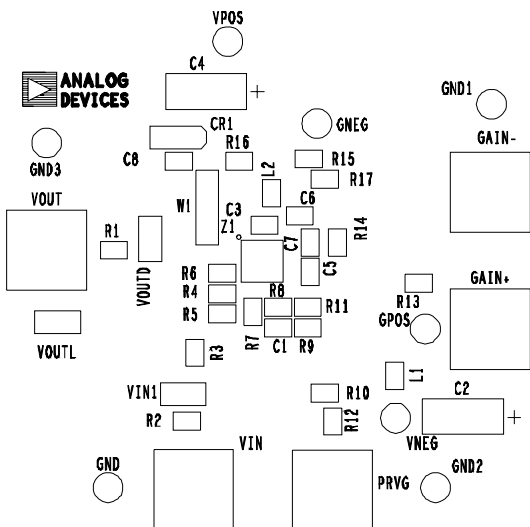 VPOS
C4
ANALOG
DEVICES
GND1
GNEG
CR1
GAIN-
GND3
C8
R16
R15
L2
R17
VOUT
W1
C6
C3
Z1
R1
C7
R14
VOUTD
C5
R6
R4
R8
R13
GAIN+
R5
R11
GPOS
R7
C1
R9
VOUTL
R3
L1
VIN1
R10
C2
R2
R12
VIN
VNEG
GND
GND2
PRVG